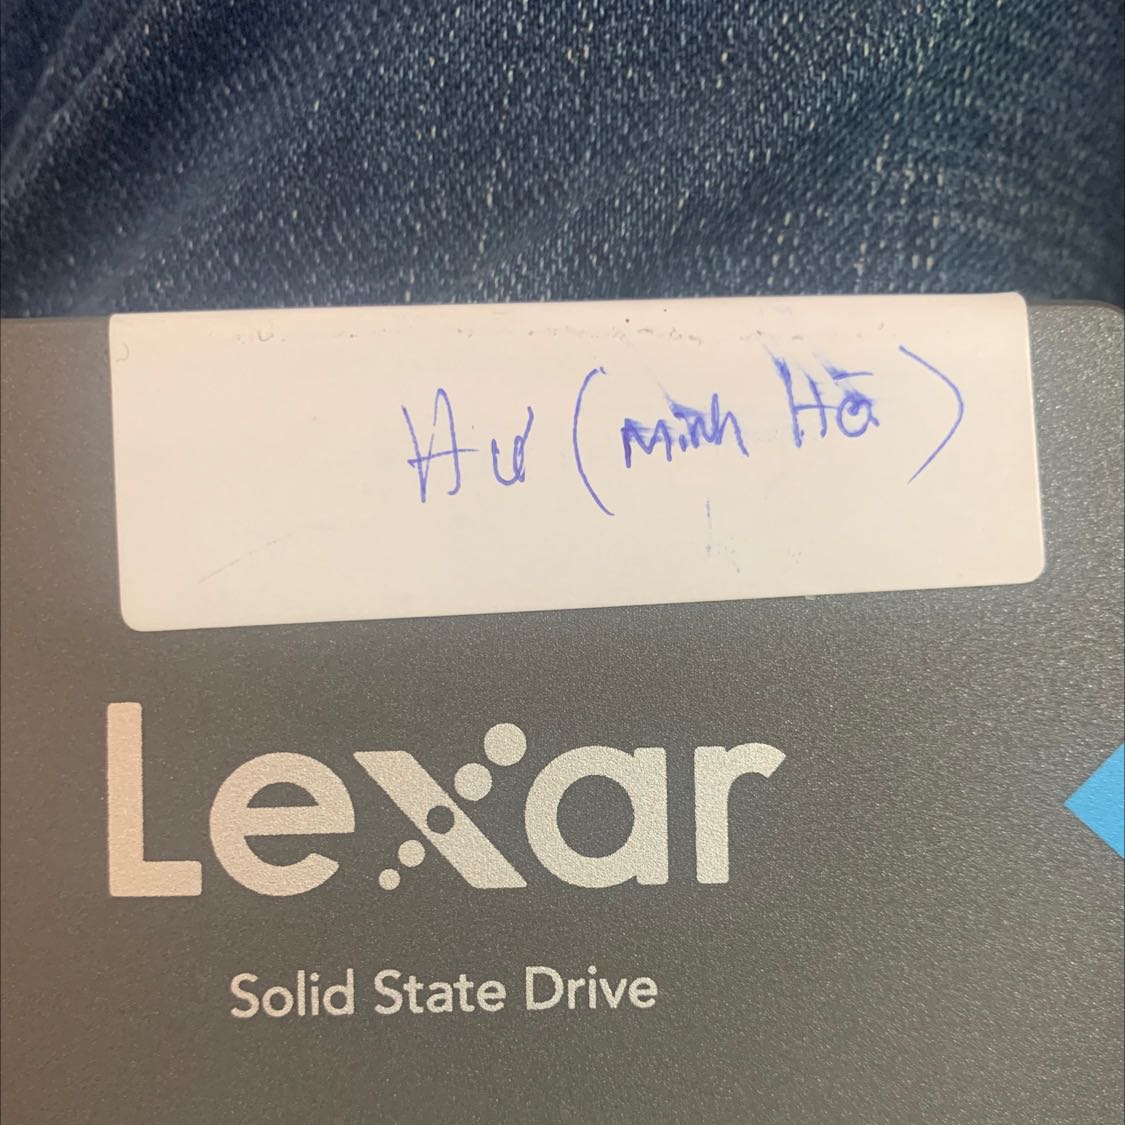 Hư (Minh Hà)
Lexar
Solid State Drive